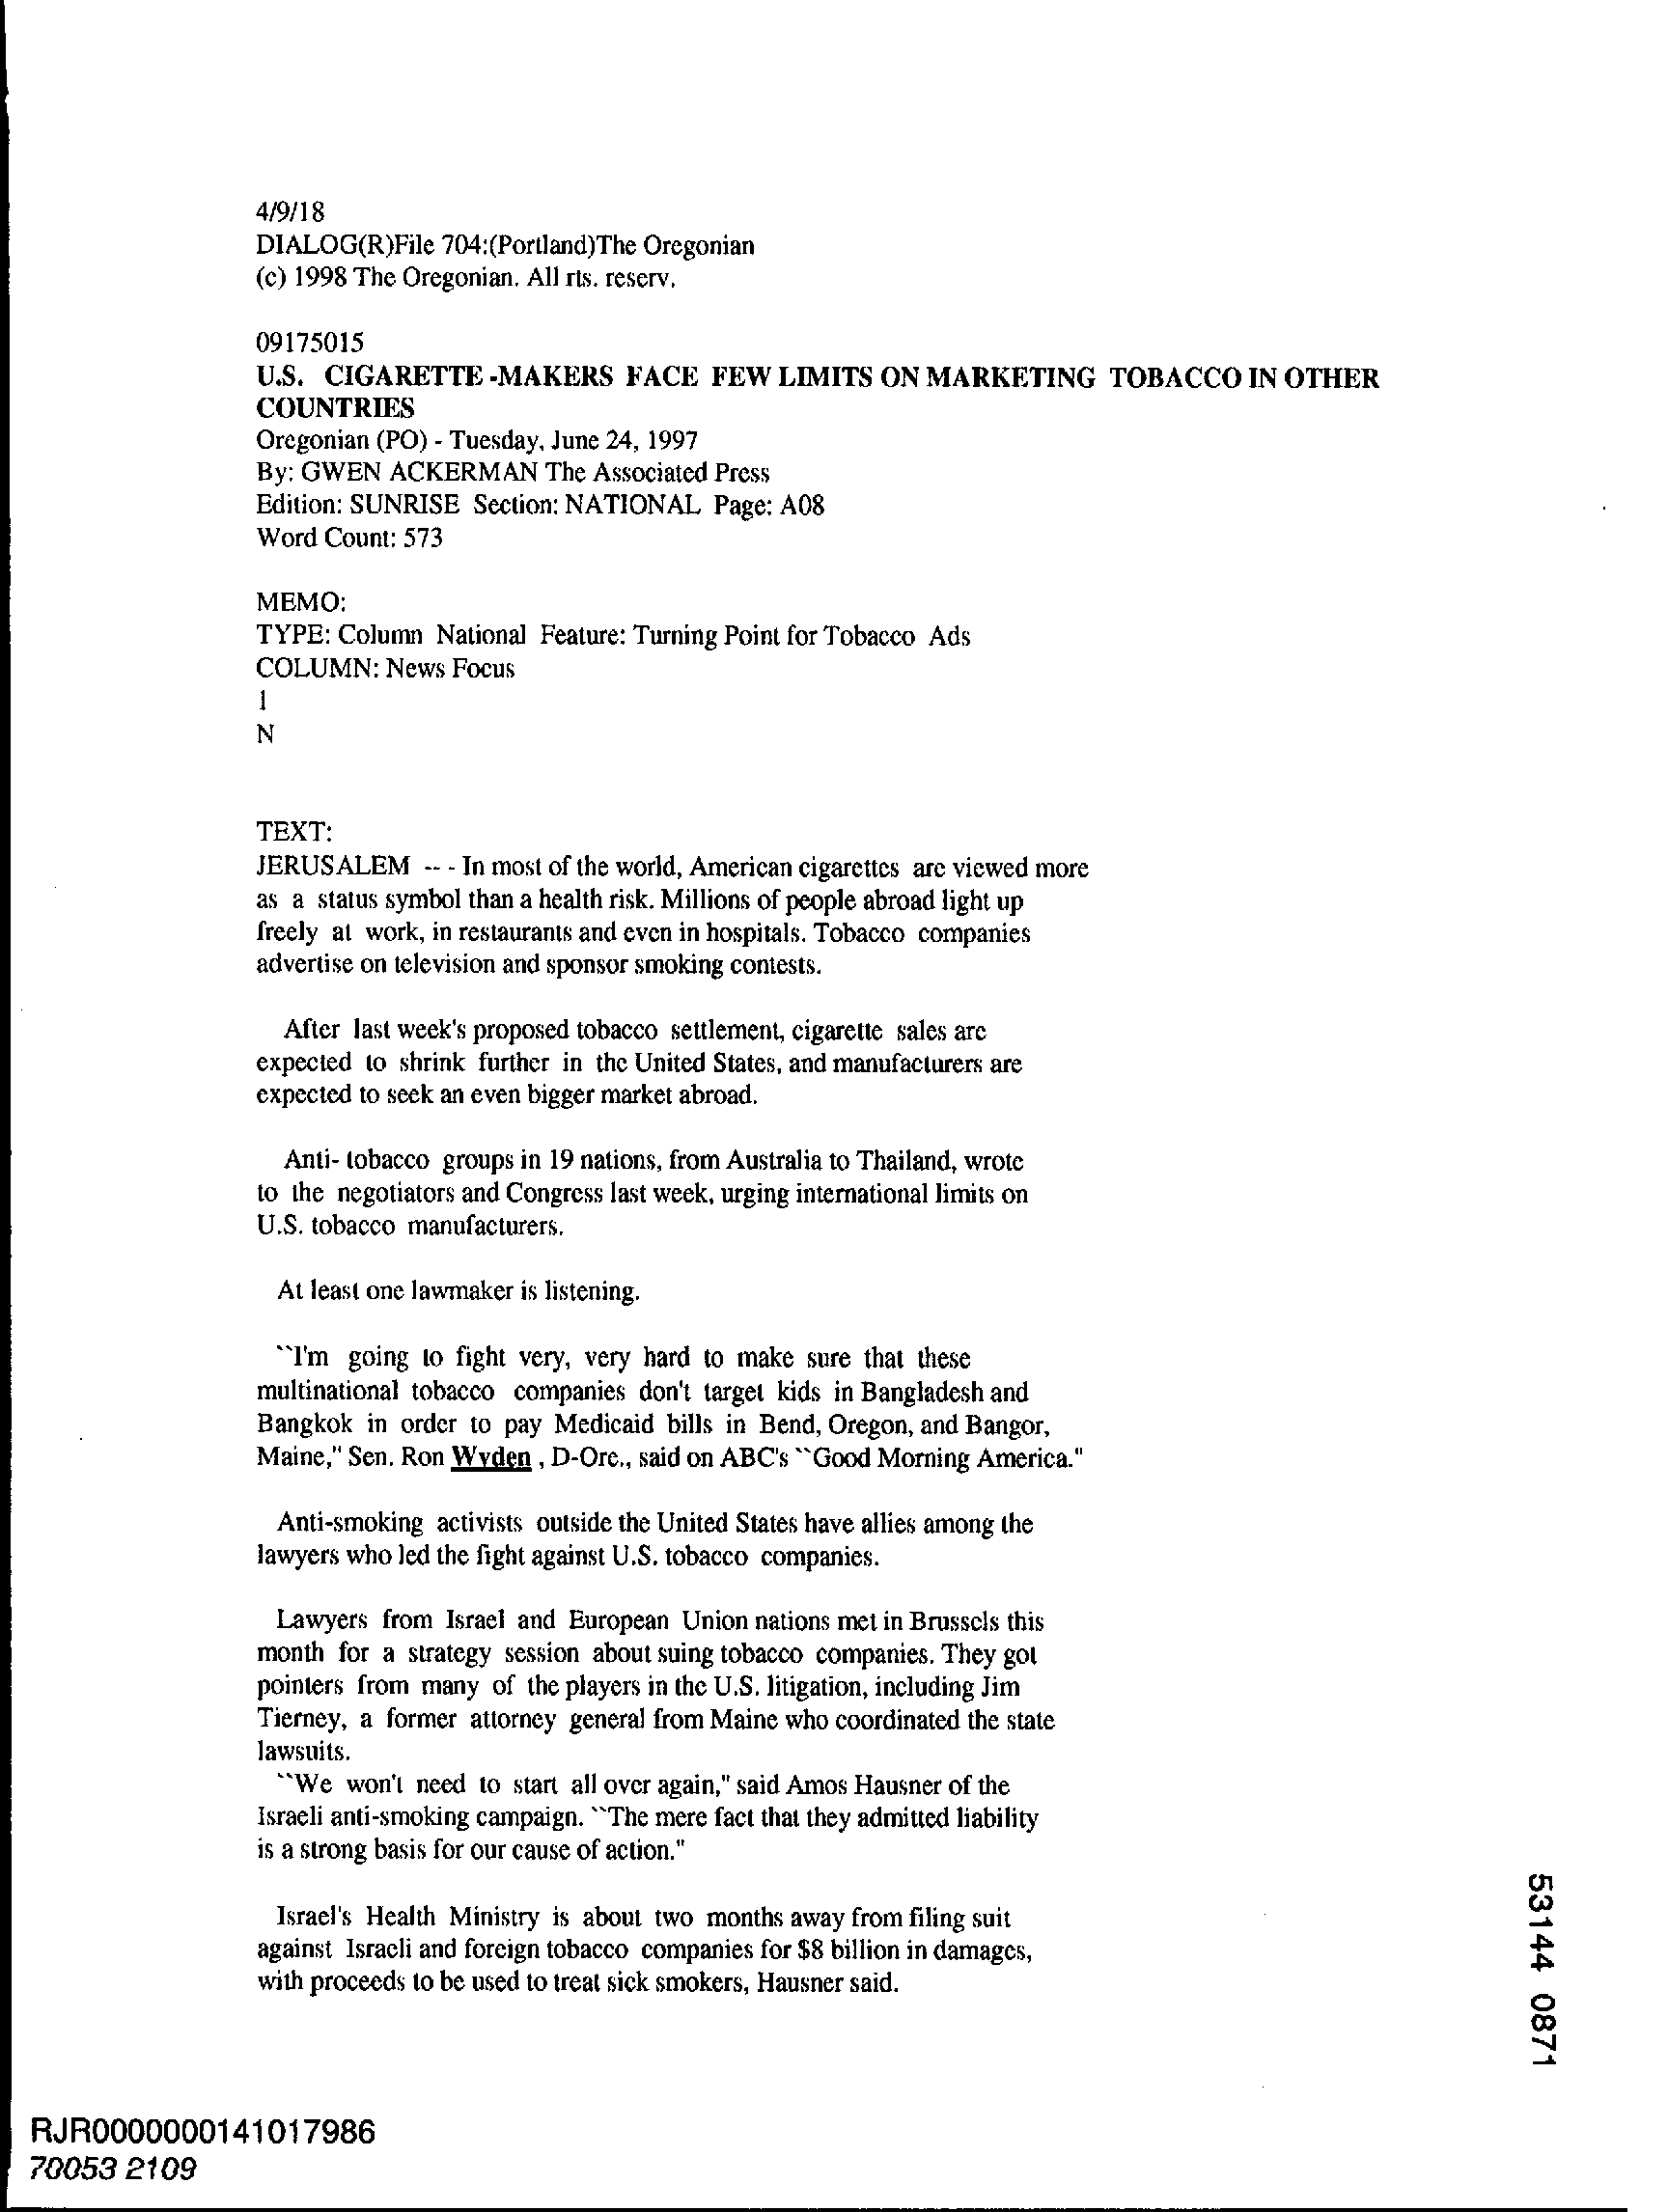 4/9/18
DIALOG(R)File 704:(Portland)The Oregonian
(c) 1998 The Oregonian. All rts. reserv.
09175015
U.S. CIGARETTE -MAKERS FACE FEW LIMITS ON MARKETING TOBACCO IN OTHER
COUNTRIES
Oregonian (PO) - Tuesday, June 24, 1997
By: GWEN ACKERMAN The Associated Press
Edition: SUNRISE Section: NATIONAL Page: A08
Word Count: 573
MEMO:
TYPE: Column National Feature: Turning Point for Tobacco Ads
COLUMN: News Focus
1
N
TEXT:
JERUSALEM -- - In most of the world, American cigarettes are viewed more
as a status symbol than a health risk. Millions of people abroad light up
freely at work, in restaurants and even in hospitals. Tobacco companies
advertise on television and sponsor smoking contests.
After last week's proposed tobacco settlement, cigarette sales are
expected to shrink further in the United States, and manufacturers are
expected to seek an even bigger market abroad.
Anti- tobacco groups in 19 nations, from Australia to Thailand, wrote
to the negotiators and Congress last week, urging international limits on
U.S. tobacco manufacturers.
At least one lawmaker is listening.
``I'm going to fight very, very hard to make sure that these
multinational tobacco companies don't target kids in Bangladesh and
Bangkok in order to pay Medicaid bills in Bend, Oregon, and Bangor,
Maine,'' Sen. Ron Wyden , D-Ore., said on ABC's ``Good Morning America.''
Anti-smoking activists outside the United States have allies among the
lawyers who led the fight against U.S. tobacco companies.
Lawyers from Israel and European Union nations met in Brussels this
month for a strategy session about suing tobacco companies. They got
pointers from many of the players in the U.S. litigation, including Jim
Tierney, a former attorney general from Maine who coordinated the state
lawsuits.
``We won't need to start all over again,'' said Amos Hausner of the
Israeli anti-smoking campaign. ``The mere fact that they admitted liability
is a strong basis for our cause of action.''
Israel's Health Ministry is about two months away from filing suit
against Israeli and foreign tobacco companies for $8 billion in damages,
with proceeds to be used to treat sick smokers, Hausner said.
53144 0871
RJR0000000141017986
70053 2109